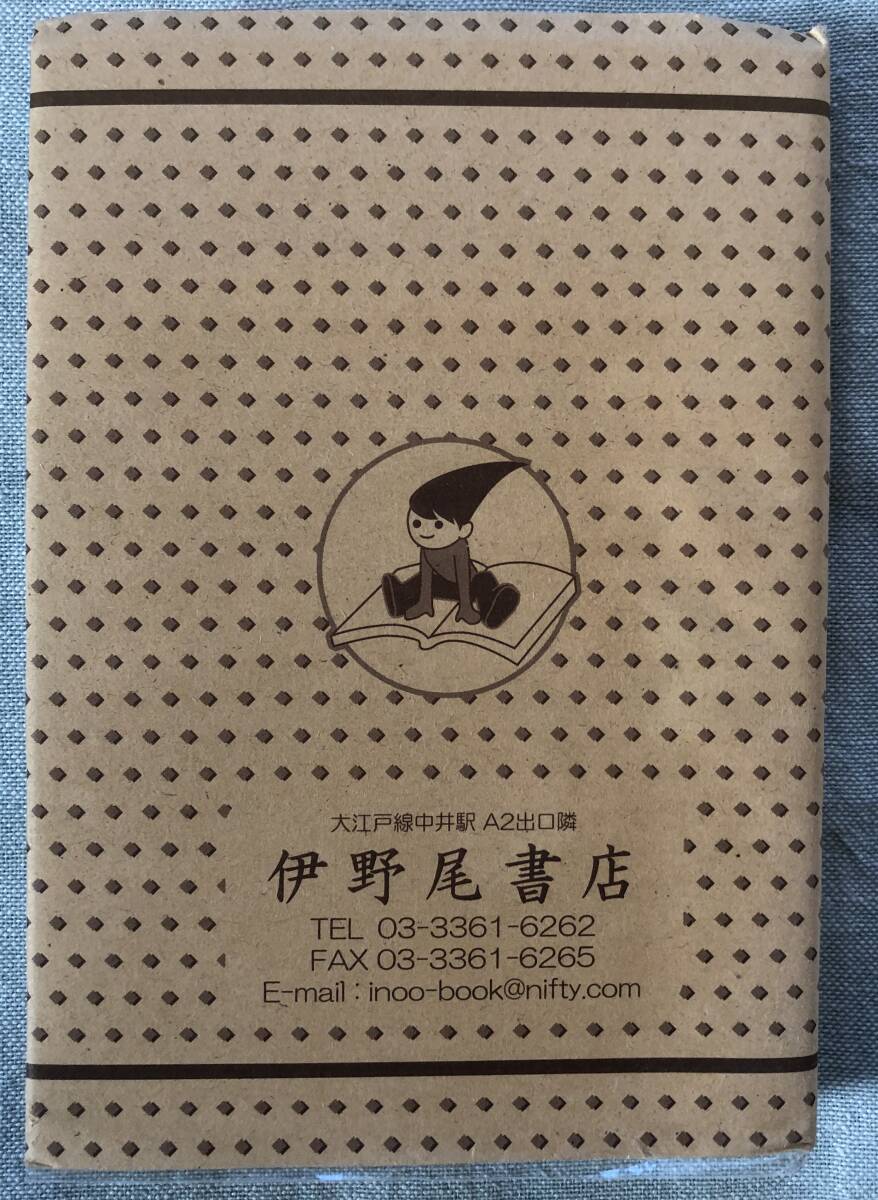 大江戸線中井駅 A2出口隣
伊野尾書店
TEL 03-3361-6262
FAX 03-3361-6265
E-mail : inoo-book@nifty.com